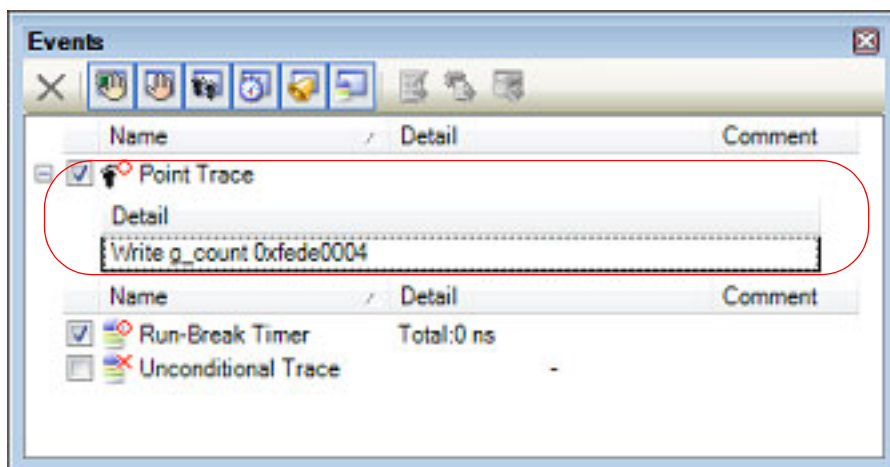 Events
Name / Detail Comment
Point Trace
Detail
Write g_count 0xfede0004
Name / Detail Comment
Run-Break Timer Total:0 ns
Unconditional Trace -